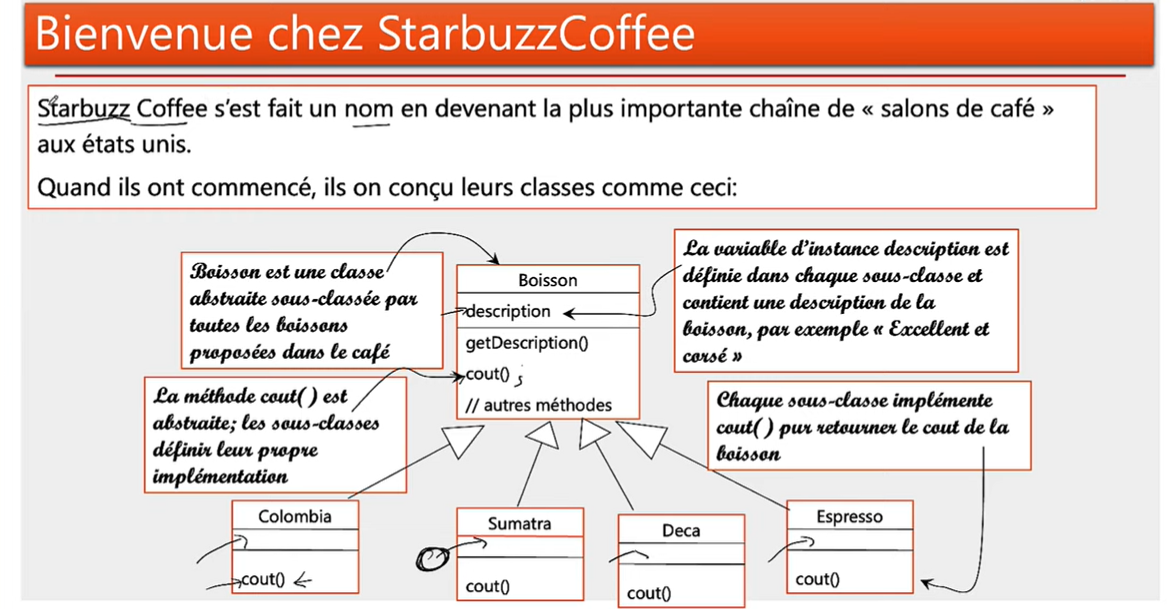 Bienvenue chez StarbuzzCoffee
Starbuzz Coffee s'est fait un nom en devenant la plus importante chaîne de « salons de café »
aux états unis.
Quand ils ont commencé, ils on conçu leurs classes comme ceci:
Boisson est une classe
abstraite sous-classée par
toutes les boissons
proposées dans le café
La variable d'instance description est
définie dans chaque sous-classe et
contient une description de la
boisson, par exemple « Excellent et
corsé »
Boisson
description
getDescription()
cout() ;
// autres méthodes
La méthode cout( ) est
abstraite; les sous-classes
définir leur propre
implémentation
Chaque sous-classe implémente
cout( ) pur retourner le cout de la
boisson
Colombia
cout()
Sumatra
cout()
Deca
cout()
Espresso
cout()